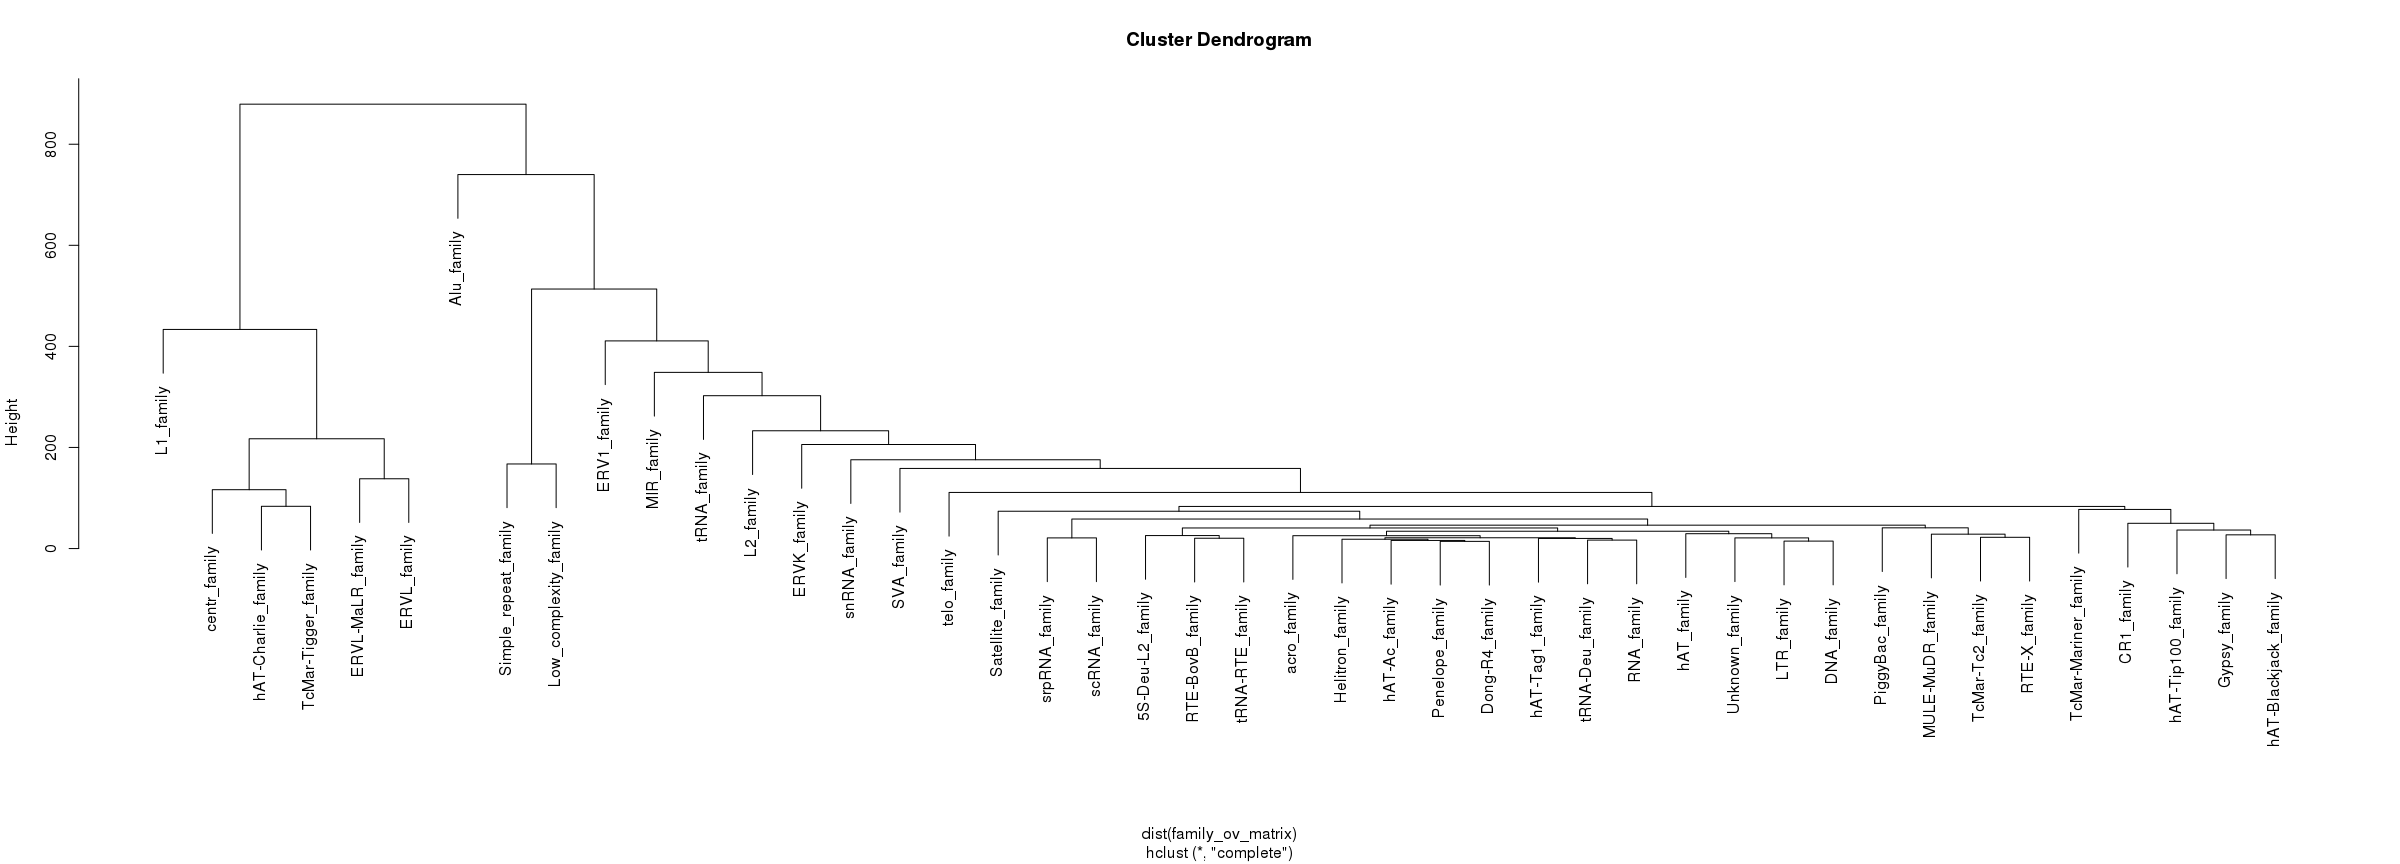 Cluster Dendrogram
Height
0
200
400
600
800
L1_family
centr_family
hAT-Charlie_family
TcMar-Tigger_family
ERVL-MaLR_family
ERVL_family
Alu_family
Simple_repeat_family
Low_complexity_family
ERV1_family
MIR_family
tRNA_family
L2_family
ERVK_family
snRNA_family
SVA_family
telo_family
Satellite_family
srpRNA_family
scRNA_family
5S-Deu-L2_family
RTE-BovB_family
tRNA-RTE_family
acro_family
Helitron_family
hAT-Ac_family
Penelope_family
Dong-R4_family
hAT-Tag1_family
tRNA-Deu_family
RNA_family
hAT_family
Unknown_family
LTR_family
DNA_family
PiggyBac_family
MULE-MuDR_family
TcMar-Tc2_family
RTE-X_family
TcMar-Mariner_family
CR1_family
hAT-Tip100_family
Gypsy_family
hAT-Blackjack_family
dist(family_ov_matrix)
hclust (*, "complete")